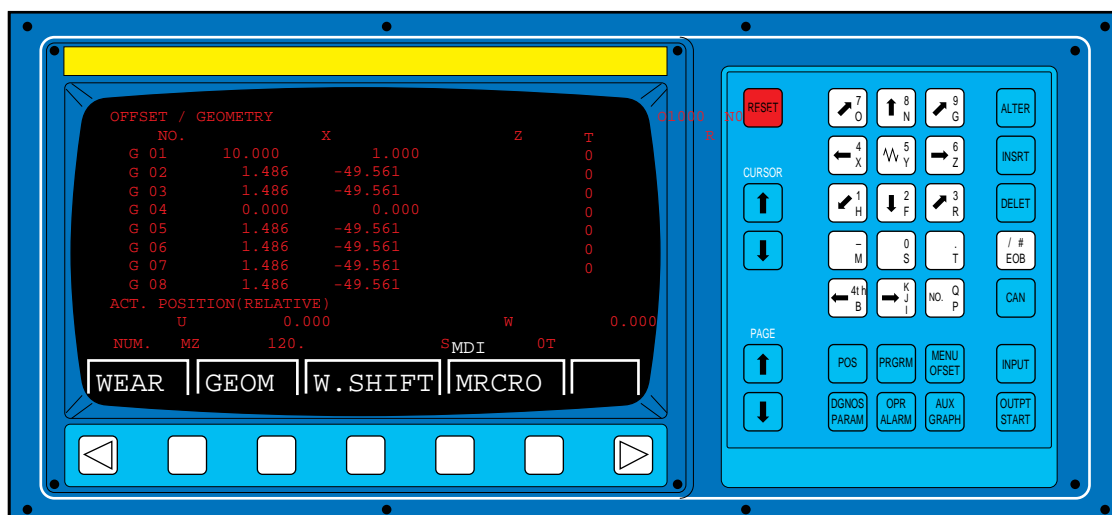 OFFSET / GEOMETRY O1000 NO
NO. X Z T R
G 01 10.000 1.000 0
G 02 1.486 -49.561 0
G 03 1.486 -49.561 0
G 04 0.000 0.000 0
G 05 1.486 -49.561 0
G 06 1.486 -49.561 0
G 07 1.486 -49.561 0
G 08 1.486 -49.561
ACT. POSITION(RELATIVE)
U 0.000 W 0.000
NUM. MZ 120. S 0T
MDI
WEAR GEOM W.SHIFT MRCRO
RESET
7 O
8 N
9 G
ALTER
4 X
5 Y
6 Z
INSRT
CURSOR
1 H
2 F
3 R
DELET
– M
0 S
. T
/ # EOB
4th B
K J I
NO. Q P
CAN
PAGE
POS
PRGRM
MENU
OFSET
INPUT
DGNOS
PARAM
OPR
ALARM
AUX
GRAPH
OUTPT
START